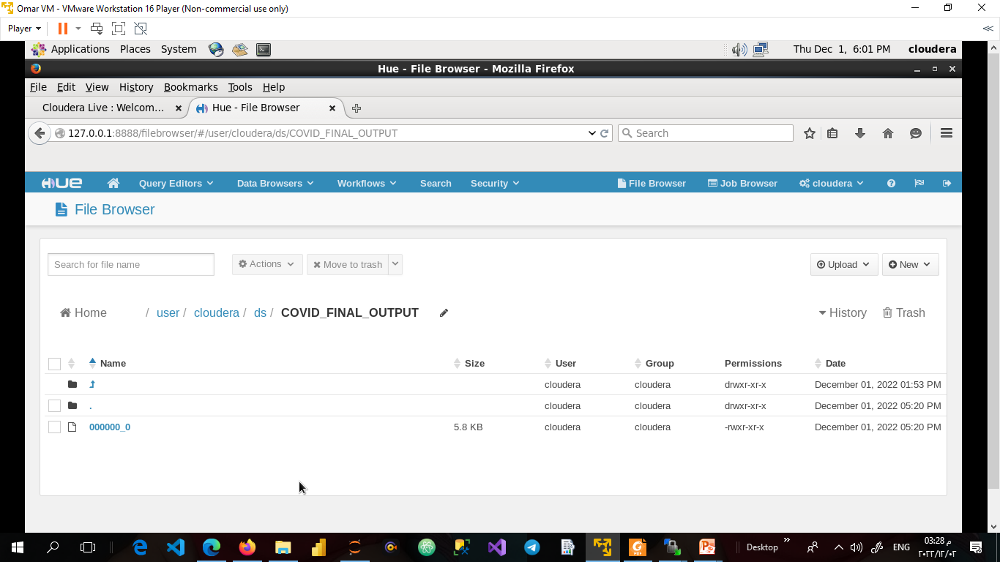 Omar VM - VMware Workstation 16 Player (Non-commercial use only)
Player
Applications Places System Thu Dec 1, 6:01 PM cloudera
Hue - File Browser - Mozilla Firefox
File Edit View History Bookmarks Tools Help
Cloudera Live : Welcom... Hue - File Browser
127.0.0.1:8888/filebrowser/#/user/cloudera/ds/COVID_FINAL_OUTPUT Search
HUE Query Editors Data Browsers Workflows Search Security File Browser Job Browser cloudera
File Browser
Search for file name Actions Move to trash Upload New
Home / user / cloudera / ds / COVID_FINAL_OUTPUT History Trash
Name Size User Group Permissions Date
cloudera cloudera drwxr-xr-x December 01, 2022 01:53 PM
. cloudera cloudera drwxr-xr-x December 01, 2022 05:20 PM
000000_0 5.8 KB cloudera cloudera -rwxr-xr-x December 01, 2022 05:20 PM
Desktop ENG 03:28 م
٢٠٢٢/١٢/٠٢